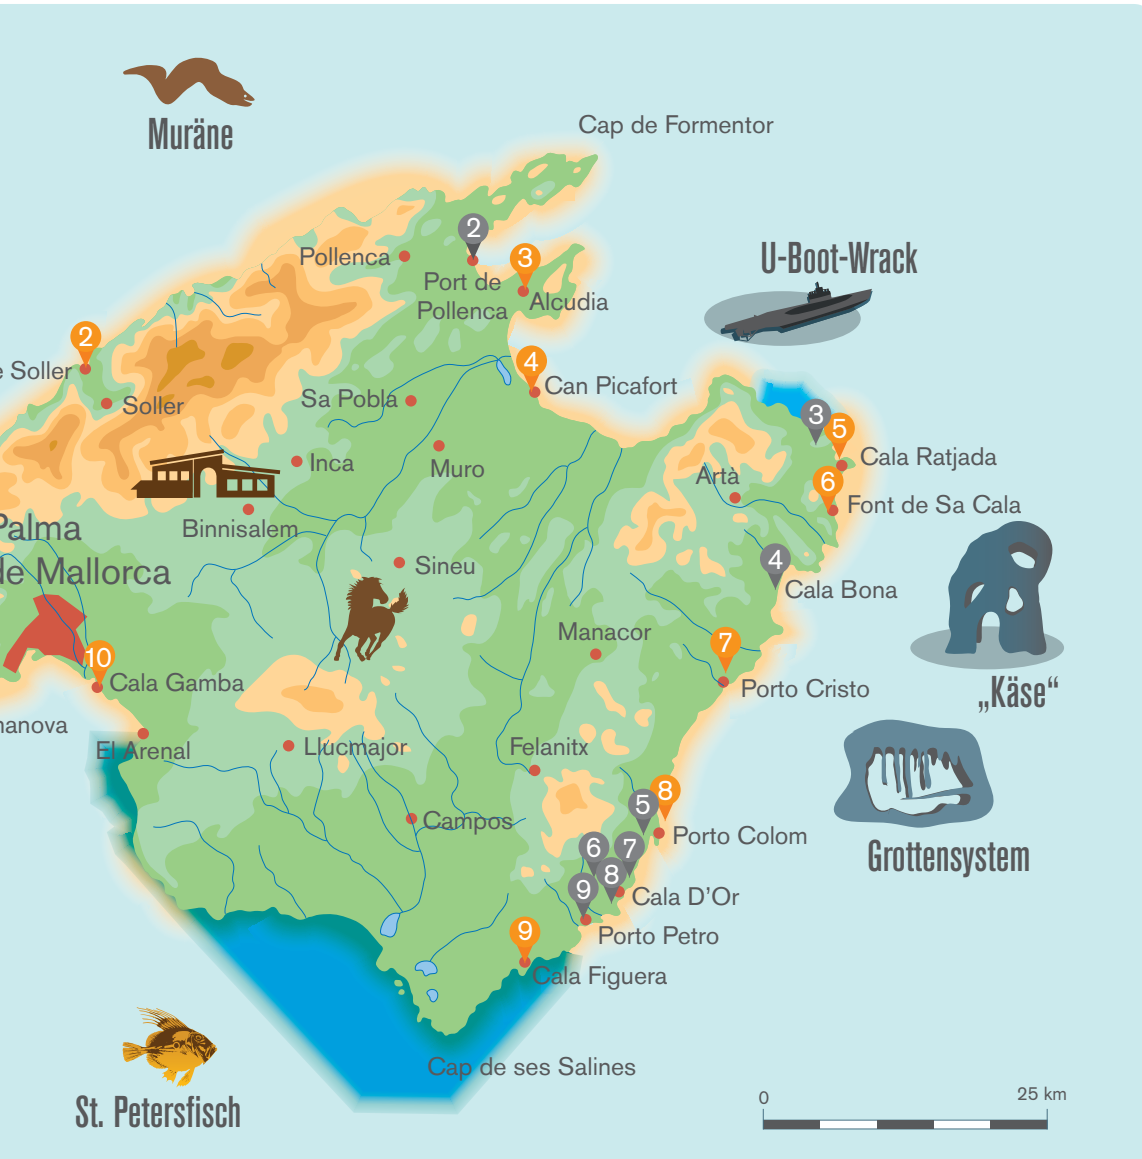 Muräne
Cap de Formentor
2
Pollenca
3
U-Boot-Wrack
Port de
Pollenca
Alcudia
2
e Soller
4
Can Picafort
Soller
Sa Pobla
3
5
Inca
Muro
Cala Ratjada
Artà
6
Font de Sa Cala
Binnisalem
Palma
de Mallorca
Sineu
4
Cala Bona
Manacor
7
10
Cala Gamba
Porto Cristo
„Käse“
manova
El Arenal
Llucmajor
Felanitx
8
5
Campos
Porto Colom
6
7
Grottensystem
8
9
Cala D'Or
9
Porto Petro
Cala Figuera
Cap de ses Salines
St. Petersfisch
0
25 km